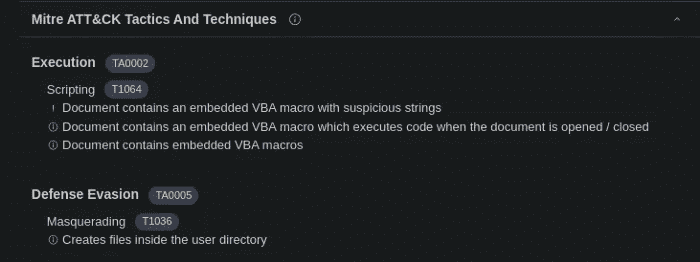 Mitre ATT&CK Tactics And Techniques
Execution TA0002
Scripting T1064
! Document contains an embedded VBA macro with suspicious strings
Document contains an embedded VBA macro which executes code when the document is opened / closed
Document contains embedded VBA macros
Defense Evasion TA0005
Masquerading T1036
Creates files inside the user directory